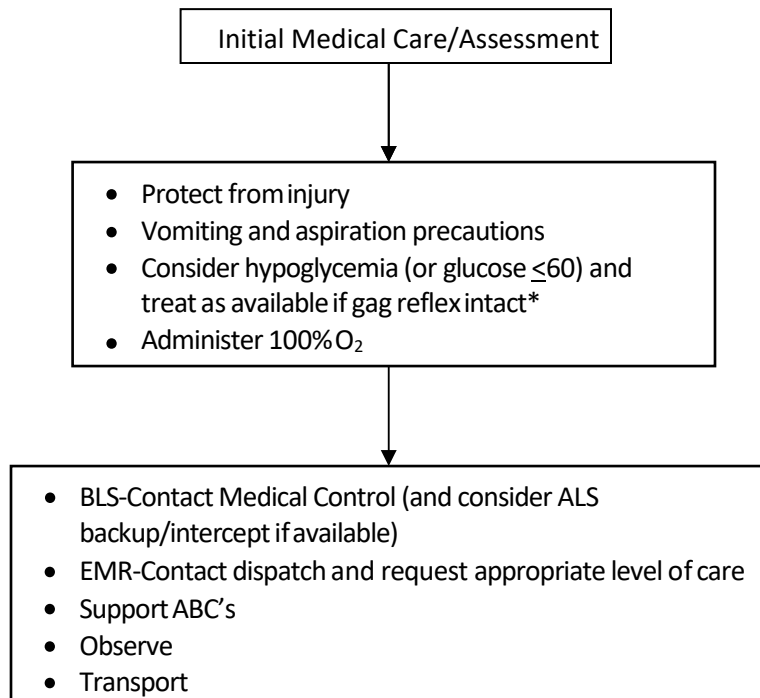 Initial Medical Care/Assessment
• Protect from injury
• Vomiting and aspiration precautions
• Consider hypoglycemia (or glucose ≤60) and
treat as available if gag reflex intact*
• Administer 100% O₂
• BLS-Contact Medical Control (and consider ALS
backup/intercept if available)
• EMR-Contact dispatch and request appropriate level of care
• Support ABC’s
• Observe
• Transport